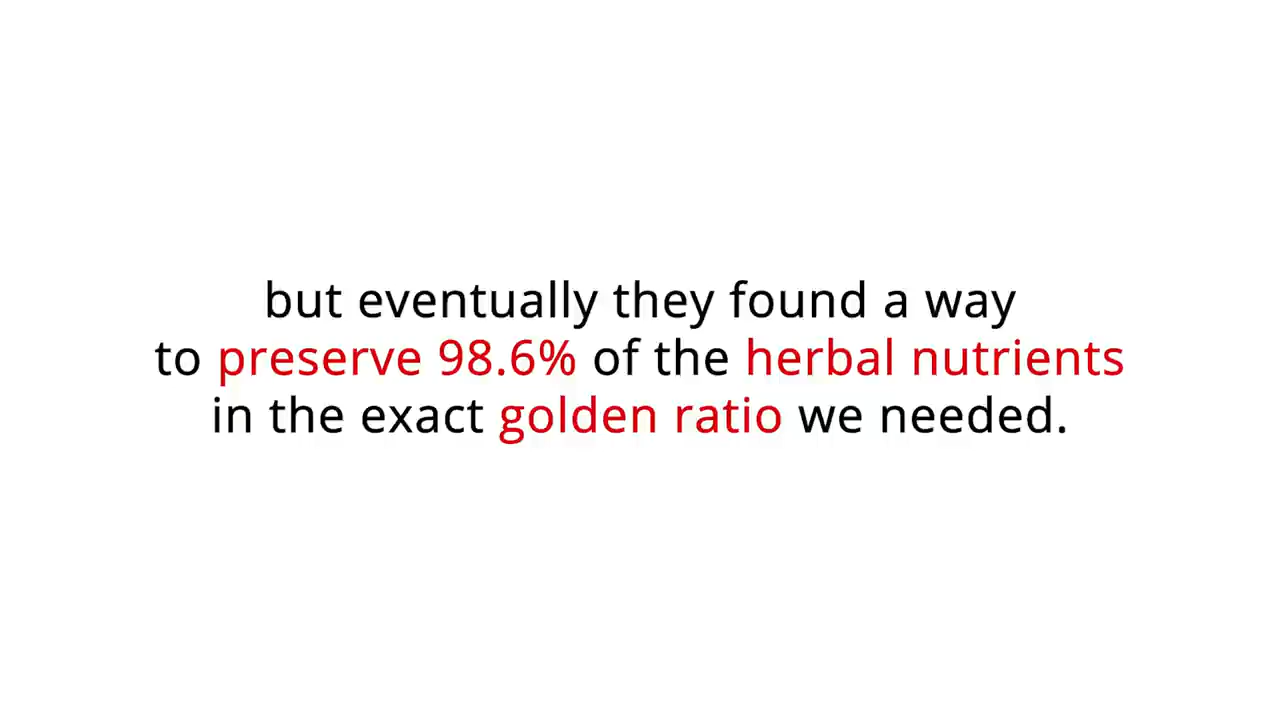 but eventually they found a way
to preserve 98.6% of the herbal nutrients
in the exact golden ratio we needed.